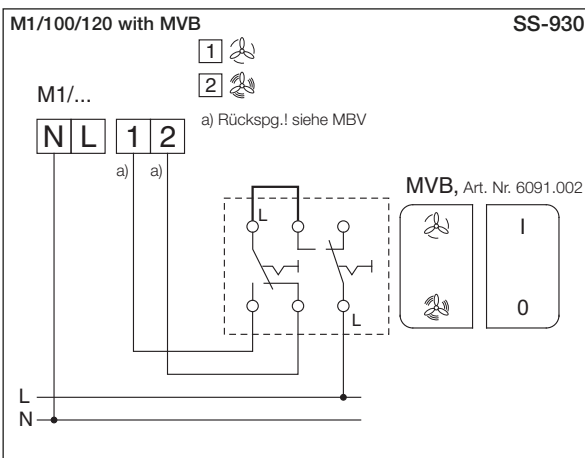 M1/100/120 with MVB
SS-930
1
2
M1/...
a) Rückspg.! siehe MBV
N L 1 2
a) a)
MVB, Art. Nr. 6091.002
L
I
0
L
L
N